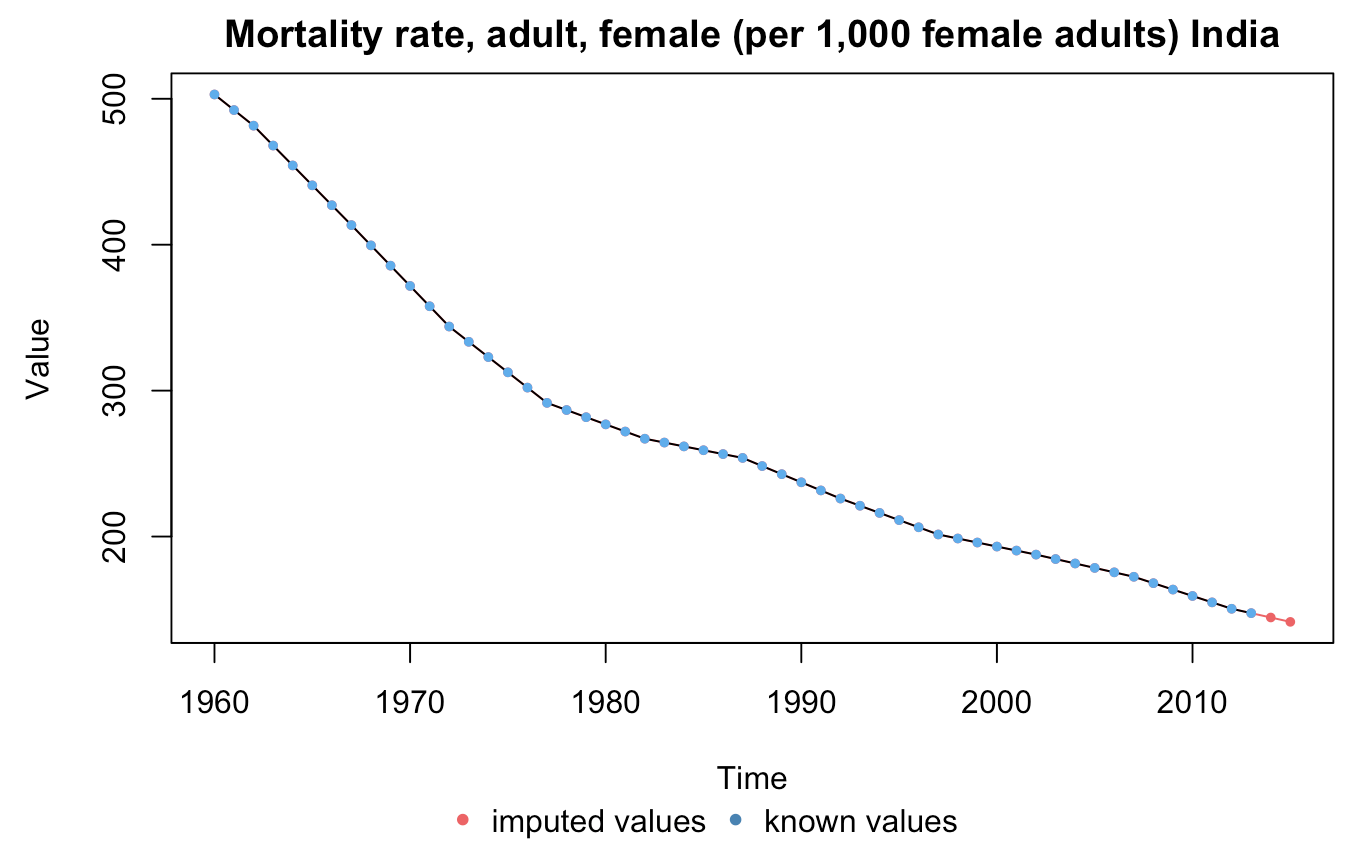 Mortality rate, adult, female (per 1,000 female adults) India
500
400
300
200
Value
1960 1970 1980 1990 2000 2010
Time
imputed values known values